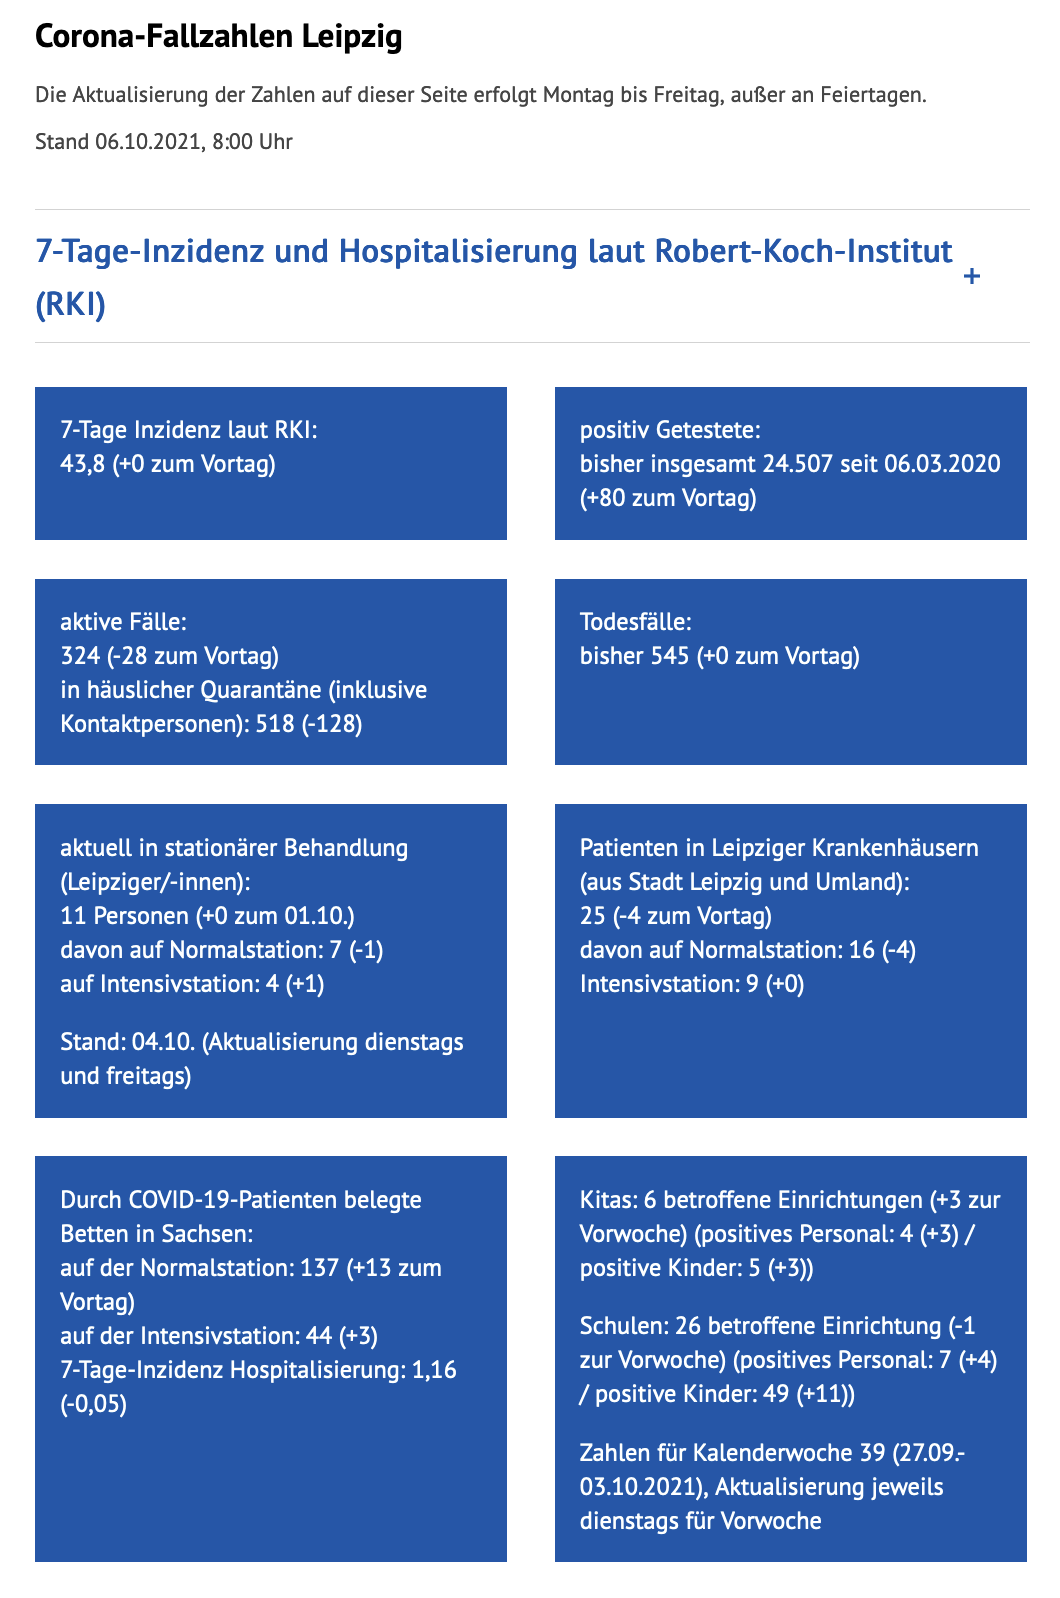 Corona-Fallzahlen Leipzig
Die Aktualisierung der Zahlen auf dieser Seite erfolgt Montag bis Freitag, außer an Feiertagen.
Stand 06.10.2021, 8:00 Uhr
7-Tage-Inzidenz und Hospitalisierung laut Robert-Koch-Institut
(RKI)
+
7-Tage Inzidenz laut RKI:
43,8 (+0 zum Vortag)
positiv Getestete:
bisher insgesamt 24.507 seit 06.03.2020
(+80 zum Vortag)
aktive Fälle:
324 (-28 zum Vortag)
in häuslicher Quarantäne (inklusive
Kontaktpersonen): 518 (-128)
Todesfälle:
bisher 545 (+0 zum Vortag)
aktuell in stationärer Behandlung
(Leipziger/-innen):
11 Personen (+0 zum 01.10.)
davon auf Normalstation: 7 (-1)
auf Intensivstation: 4 (+1)
Stand: 04.10. (Aktualisierung dienstags
und freitags)
Patienten in Leipziger Krankenhäusern
(aus Stadt Leipzig und Umland):
25 (-4 zum Vortag)
davon auf Normalstation: 16 (-4)
Intensivstation: 9 (+0)
Durch COVID-19-Patienten belegte
Betten in Sachsen:
auf der Normalstation: 137 (+13 zum
Vortag)
auf der Intensivstation: 44 (+3)
7-Tage-Inzidenz Hospitalisierung: 1,16
(-0,05)
Kitas: 6 betroffene Einrichtungen (+3 zur
Vorwoche) (positives Personal: 4 (+3) /
positive Kinder: 5 (+3))
Schulen: 26 betroffene Einrichtung (-1
zur Vorwoche) (positives Personal: 7 (+4)
/ positive Kinder: 49 (+11))
Zahlen für Kalenderwoche 39 (27.09.-
03.10.2021), Aktualisierung jeweils
dienstags für Vorwoche